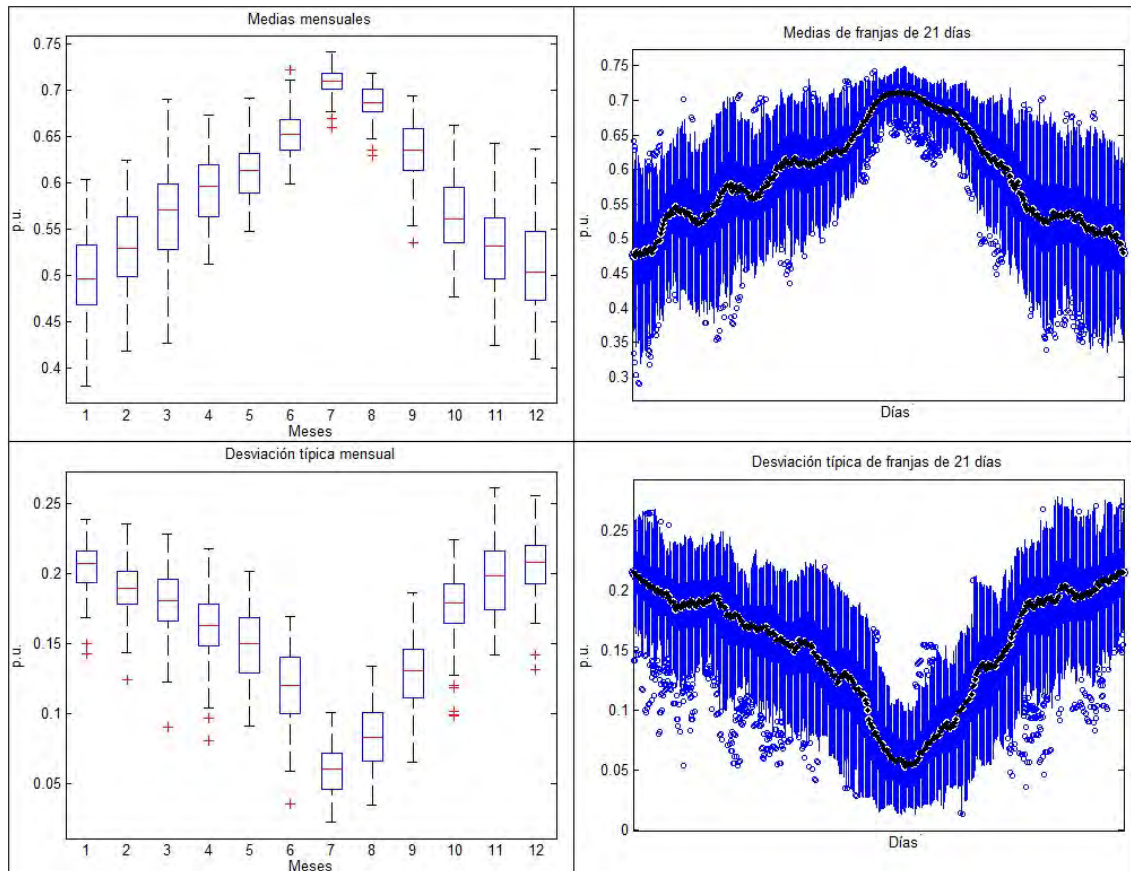 Medias mensuales
0.75
0.7
0.65
0.6
0.55
0.5
0.45
0.4
p.u.
1 2 3 4 5 6 7 8 9 10 11 12
Meses
Medias de franjas de 21 días
0.75
0.7
0.65
0.6
0.55
0.5
0.45
0.4
0.35
0.3
p.u.
Días
Desviación típica mensual
0.25
0.2
0.15
0.1
0.05
p.u.
1 2 3 4 5 6 7 8 9 10 11 12
Meses
Desviación típica de franjas de 21 días
0.25
0.2
0.15
0.1
0.05
0
p.u.
Días